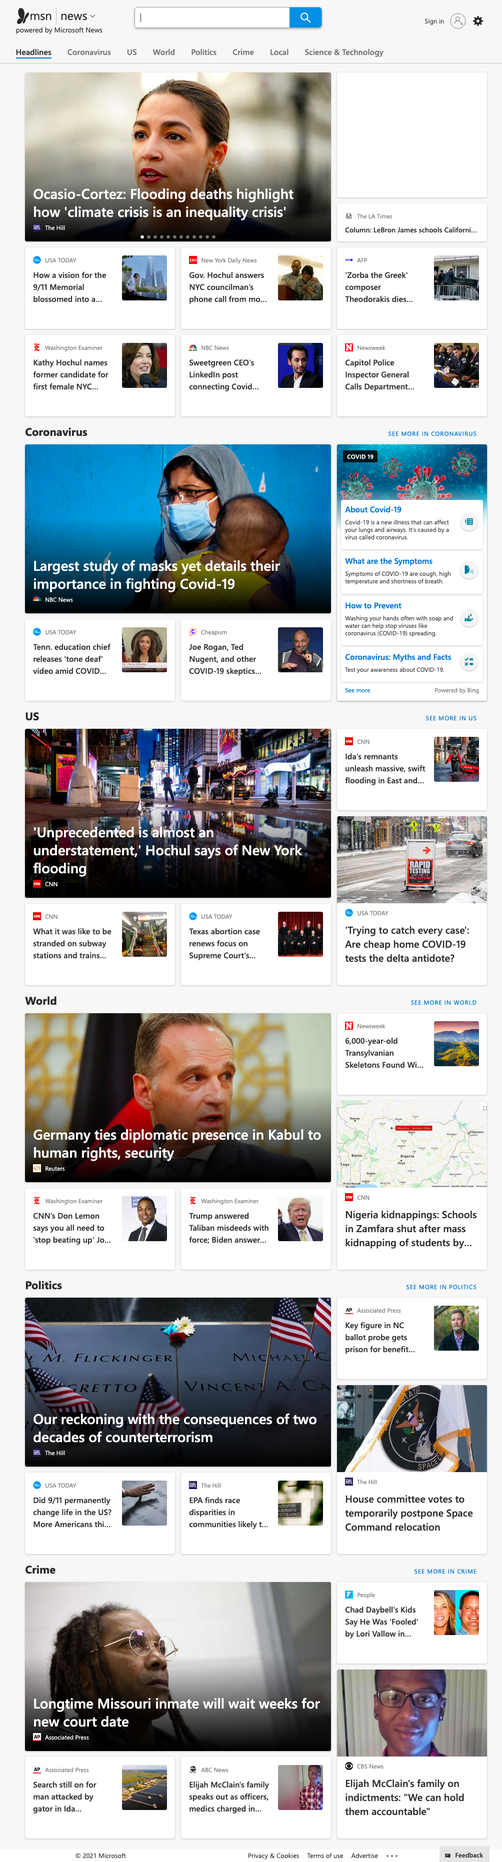 msn | news
powered by Microsoft News
Sign in
Headlines
Coronavirus
US
World
Politics
Crime
Local
Science & Technology
Ocasio-Cortez: Flooding deaths highlight
how 'climate crisis is an inequality crisis'
The Hill
The LA Times
Column: LeBron James schools Californi...
USA TODAY
How a vision for the
9/11 Memorial
blossomed into a...
New York Daily News
Gov. Hochul answers
NYC councilman's
phone call from mo...
AFP
'Zorba the Greek'
composer
Theodorakis dies...
Washington Examiner
Kathy Hochul names
former candidate for
first female NYC...
NBC News
Sweetgreen CEO's
LinkedIn post
connecting Covid...
Newsweek
Capitol Police
Inspector General
Calls Department...
Coronavirus
SEE MORE IN CORONAVIRUS
Largest study of masks yet details their
importance in fighting Covid-19
NBC News
COVID 19
About Covid-19
Covid-19 is a new illness that can affect
your lungs and airways. It's caused by a
virus called coronavirus.
What are the Symptoms
Symptoms of COVID-19 are cough, high
temperature and shortness of breath.
How to Prevent
Washing your hands often with soap and
water can help stop viruses like
coronavirus (COVID-19) spreading.
Coronavirus: Myths and Facts
Test your awareness about COVID-19.
See more
Powered by Bing
USA TODAY
Tenn. education chief
releases 'tone deaf'
video amid COVID...
Cheapism
Joe Rogan, Ted
Nugent, and other
COVID-19 skeptics...
US
SEE MORE IN US
'Unprecedented is almost an
understatement,' Hochul says of New York
flooding
CNN
CNN
Ida's remnants
unleash massive, swift
flooding in East and...
RAPID
TESTING
USA TODAY
'Trying to catch every case':
Are cheap home COVID-19
tests the delta antidote?
CNN
What it was like to be
stranded on subway
stations and trains...
USA TODAY
Texas abortion case
renews focus on
Supreme Court's...
World
SEE MORE IN WORLD
Germany ties diplomatic presence in Kabul to
human rights, security
Reuters
Newsweek
6,000-year-old
Transylvanian
Skeletons Found Wi...
Nigeria
CNN
Nigeria kidnappings: Schools
in Zamfara shut after mass
kidnapping of students by...
Washington Examiner
CNN's Don Lemon
says you all need to
'stop beating up' Jo...
Washington Examiner
Trump answered
Taliban misdeeds with
force; Biden answer...
Politics
SEE MORE IN POLITICS
M. FLICKINGER
MICHAEL C
GRETTO
VINCENT A. CA
Our reckoning with the consequences of two
decades of counterterrorism
The Hill
Associated Press
Key figure in NC
ballot probe gets
prison for benefit...
The Hill
House committee votes to
temporarily postpone Space
Command relocation
USA TODAY
Did 9/11 permanently
change life in the US?
More Americans thi...
The Hill
EPA finds race
disparities in
communities likely t...
Crime
SEE MORE IN CRIME
Longtime Missouri inmate will wait weeks for
new court date
Associated Press
People
Chad Daybell's Kids
Say He Was 'Fooled'
by Lori Vallow in...
CBS News
Elijah McClain's family on
indictments: "We can hold
them accountable"
Associated Press
Search still on for
man attacked by
gator in Ida...
ABC News
Elijah McClain's family
speaks out as officers,
medics charged in...
© 2021 Microsoft
Privacy & Cookies
Terms of use
Advertise
Feedback